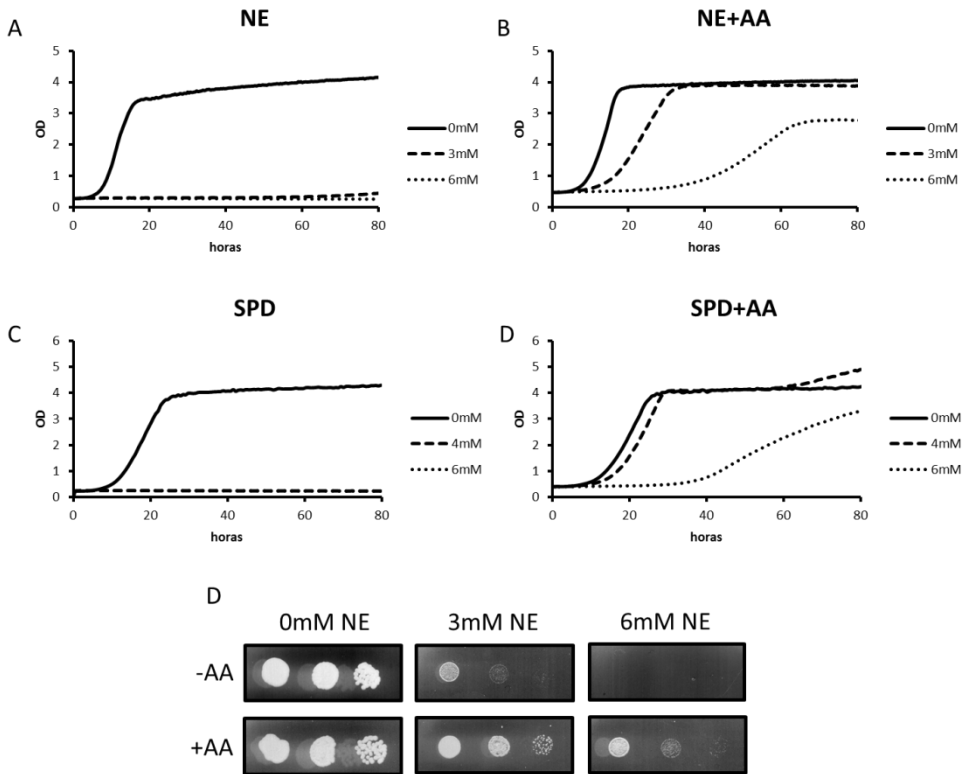 A
NE
5
4
3
2
1
0
OD
0 20 40 60 80
horas
0mM
3mM
6mM
B
NE+AA
5
4
3
2
1
0
OD
0 20 40 60 80
horas
0mM
3mM
6mM
C
SPD
6
5
4
3
2
1
0
OD
0 20 40 60 80
horas
0mM
4mM
6mM
D
SPD+AA
6
5
4
3
2
1
0
OD
0 20 40 60 80
horas
0mM
4mM
6mM
D
0mM NE 3mM NE 6mM NE
-AA
+AA